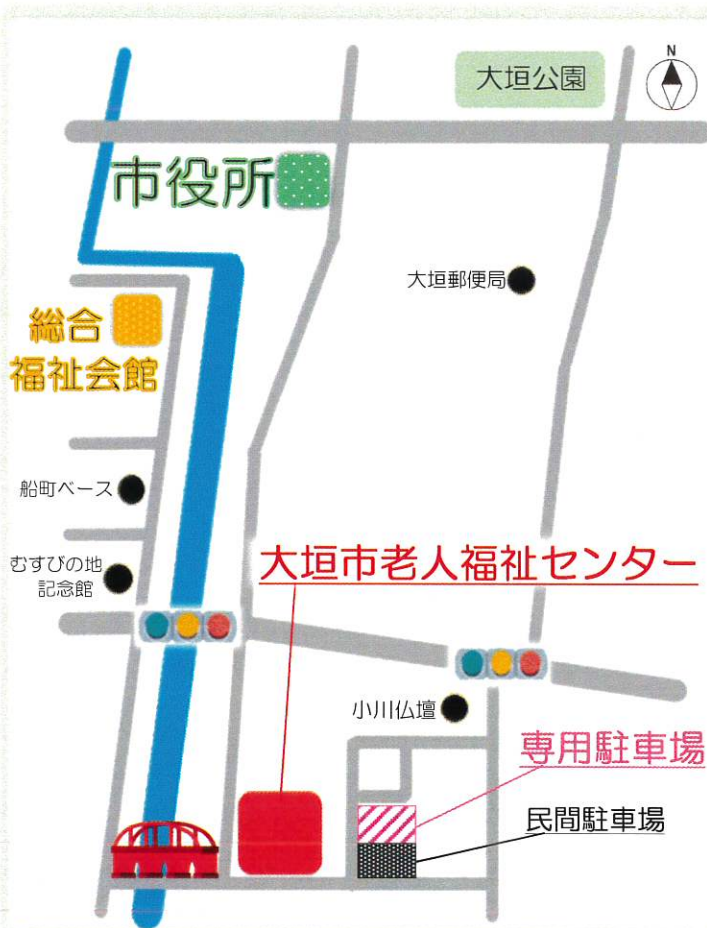 N
大垣公園
市役所
大垣郵便局
総合
福祉会館
船町ベース
むすびの地
記念館
大垣市老人福祉センター
小川仏壇
専用駐車場
民間駐車場